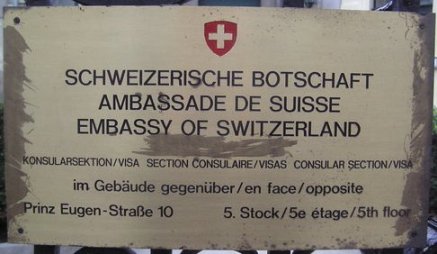 SCHWEIZERISCHE BOTSCHAFT
AMBASSADE DE SUISSE
EMBASSY OF SWITZERLAND
KONSULARSEKTION/VISA SECTION CONSULAIRE/VISAS CONSULAR SECTION/VISA
im Gebäude gegenüber/en face/opposite
Prinz Eugen-Straße 10 5. Stock/5e étage/5th floor